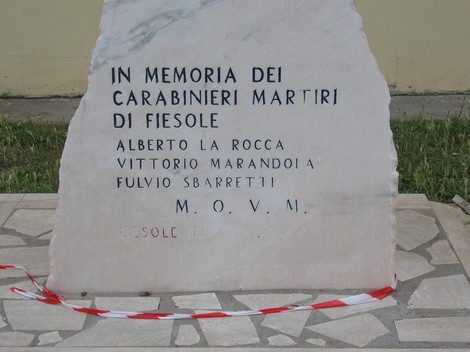 IN MEMORIA DEI
CARABINIERI MARTIRI
DI FIESOLE
ALBERTO LA ROCCA
VITTORIO MARANDOLA
FULVIO SBARRETTI
M. O. V. M.
FIESOLE